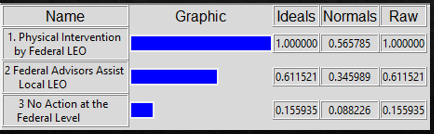 Name Graphic Ideals Normals Raw
1. Physical Intervention
by Federal LEO 1.000000 0.565785 1.000000
2 Federal Advisors Assist
Local LEO 0.611521 0.345989 0.611521
3 No Action at the
Federal Level 0.155935 0.088226 0.155935